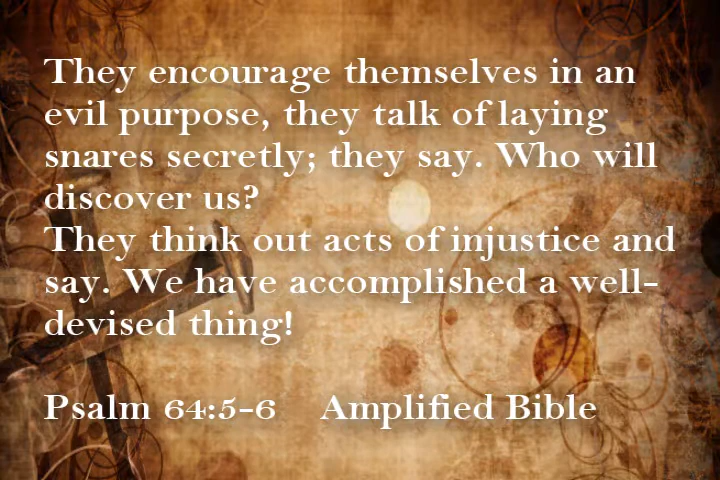 They encourage themselves in an
evil purpose, they talk of laying
snares secretly; they say. Who will
discover us?
They think out acts of injustice and
say. We have accomplished a well-
devised thing!
Psalm 64:5-6 Amplified Bible